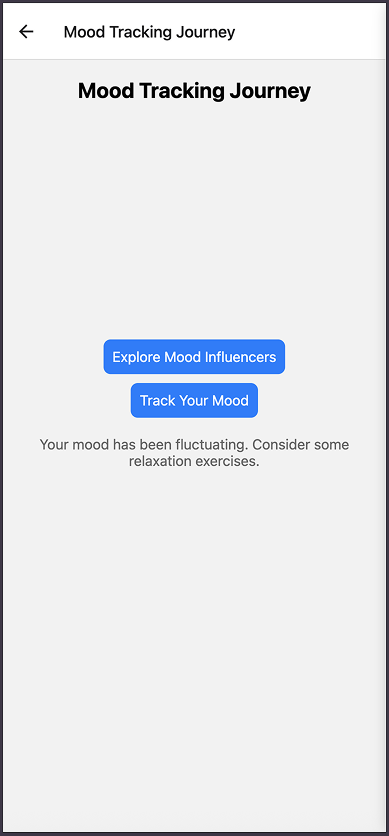 Mood Tracking Journey
Mood Tracking Journey
Explore Mood Influencers
Track Your Mood
Your mood has been fluctuating. Consider some
relaxation exercises.